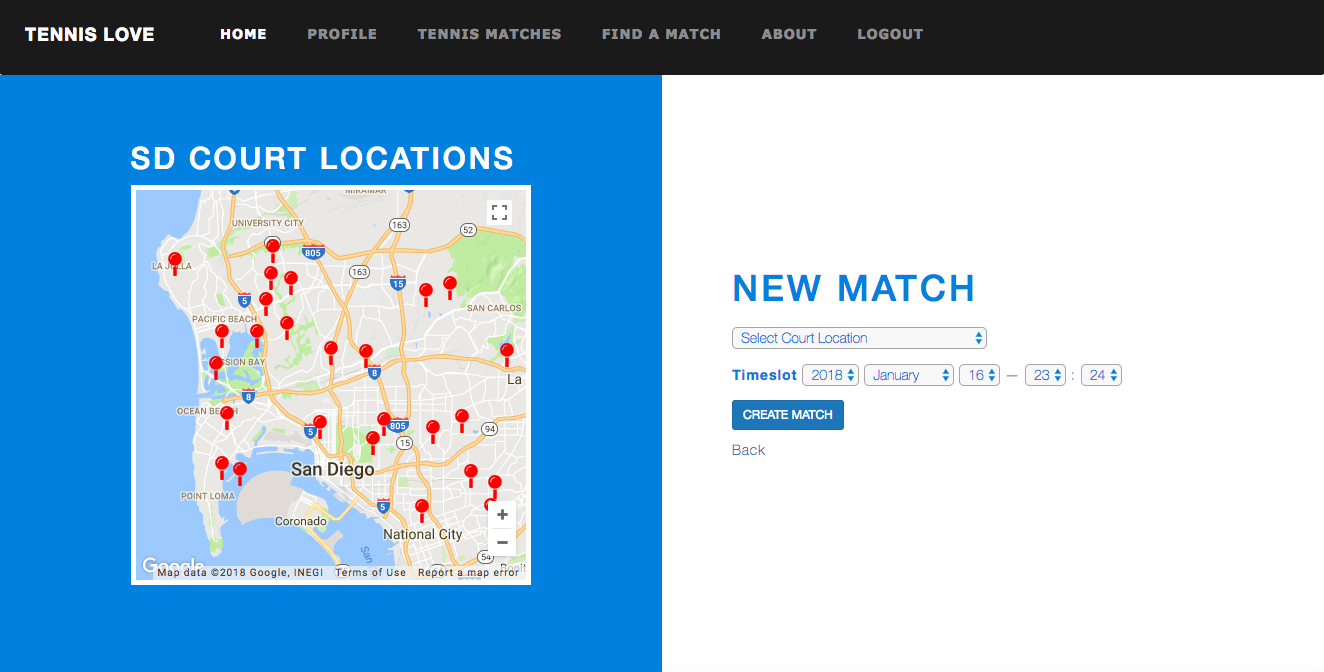 TENNIS LOVE HOME PROFILE TENNIS MATCHES FIND A MATCH ABOUT LOGOUT
SD COURT LOCATIONS
MIRAMAR
UNIVERSITY CITY
163
52
805
LA JOLLA
163
15
5
SAN CARLOS
PACIFIC BEACH
MISSION BAY
8
La
8
OCEAN BEACH
5
805
94
15
San Diego
POINT LOMA
5
Coronado
National City
San
54
Google
Map data ©2018 Google, INEGI Terms of Use Report a map error
NEW MATCH
Select Court Location
Timeslot 2018 January 16 — 23 : 24
CREATE MATCH
Back